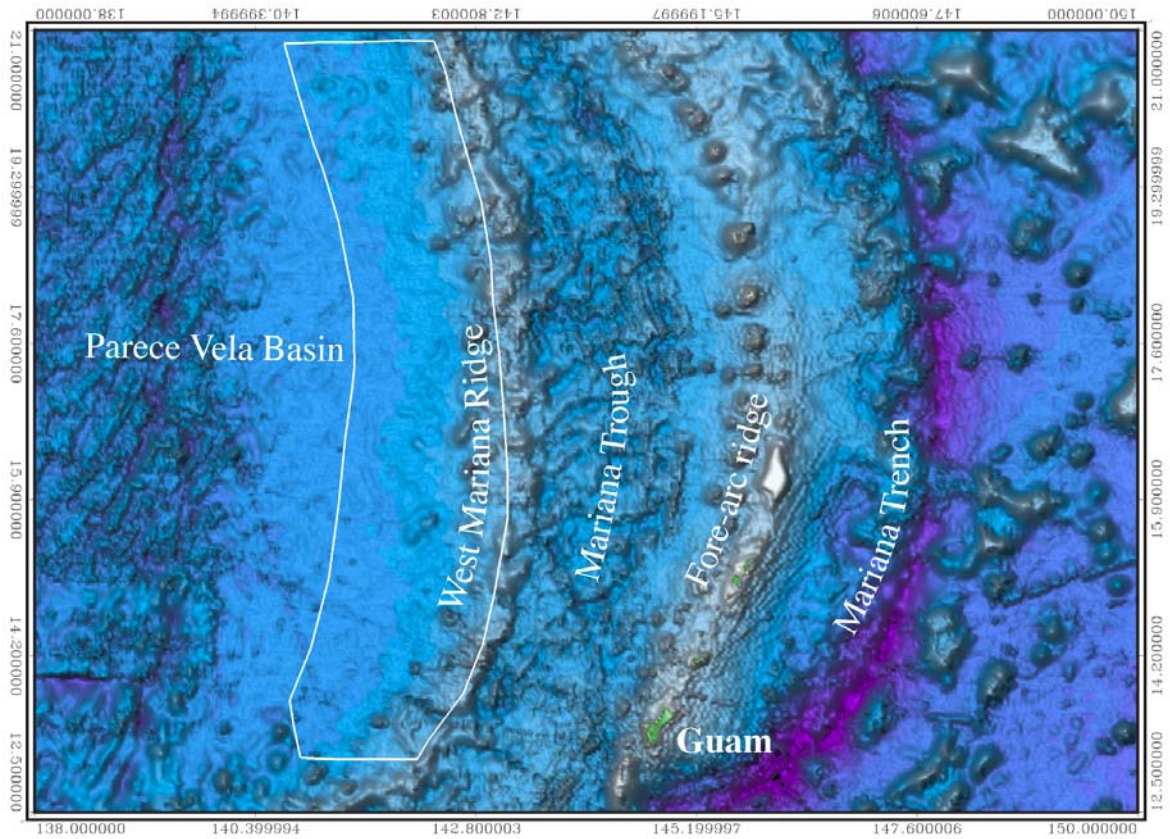 138.000000 140.399994 142.800003 145.199997 147.600006 150.000000
21.000000 21.000000
19.299999 19.299999
17.600000 17.600000
Parece Vela Basin
West Mariana Ridge
Mariana Trough
Fore-arc ridge
Mariana Trench
15.900000 15.900000
14.200000 14.200000
Guam
12.500000 12.500000
138.000000 140.399994 142.800003 145.199997 147.600006 150.000000